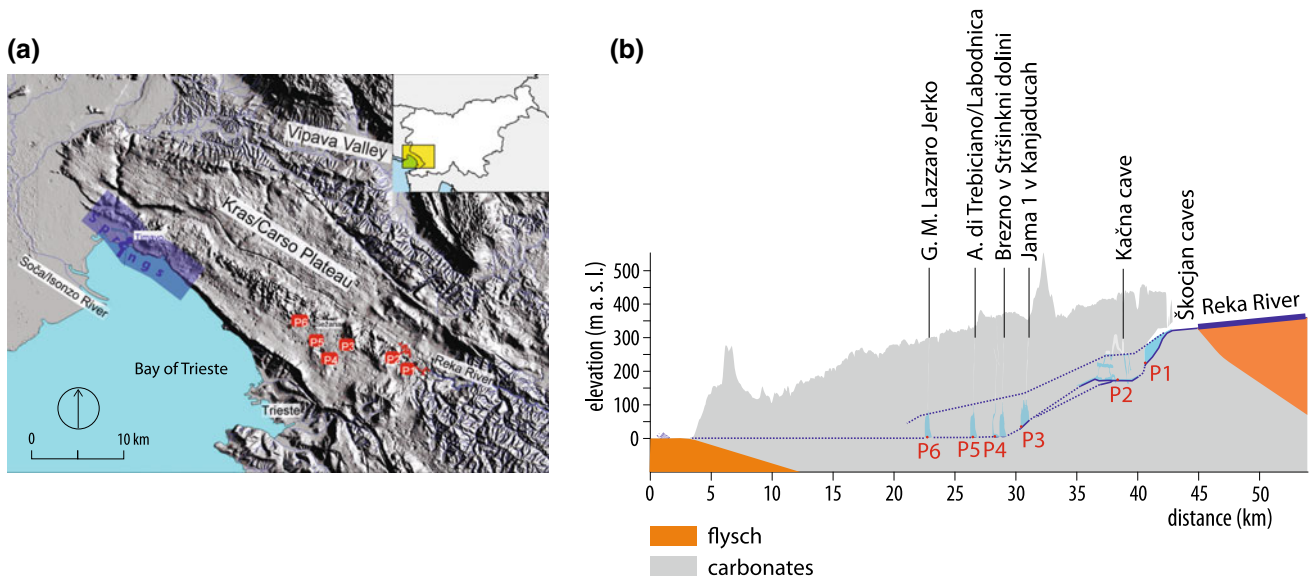 (a)
Vipava Valley
Kras/Carso Plateau
Springs
Soča/Isonzo River
P6
P5
P3
P4
P2
P1
Reka River
Bay of Trieste
Trieste
0
10 km
(b)
G. M. Lazzaro Jerko
A. di Trebiciano/Labodnica
Brezno v Stršinkni dolini
Jama 1 v Kanjaducah
Kačna cave
Škocjan caves
Reka River
elevation (m a. s. l.)
500
400
300
200
100
0
P1
P2
P3
P4
P5
P6
0 5 10 15 20 25 30 35 40 45 50
distance (km)
flysch
carbonates